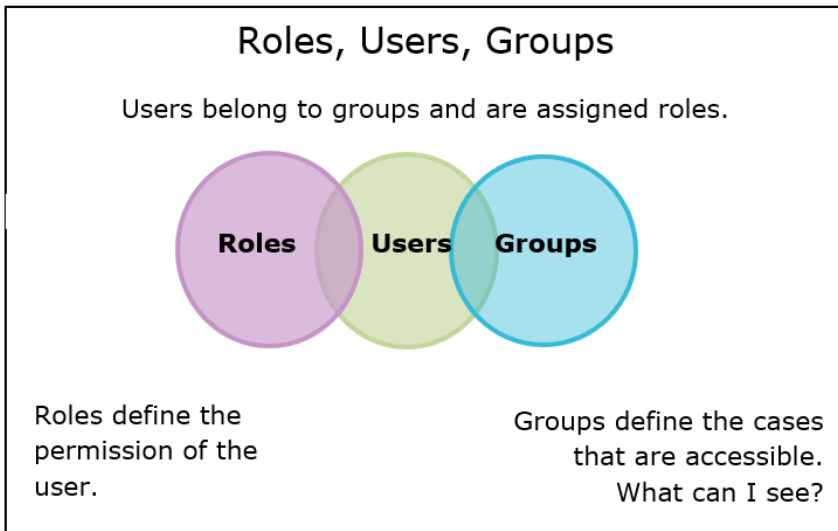 Roles, Users, Groups
Users belong to groups and are assigned roles.
Roles
Users
Groups
Roles define the
permission of the
user.
Groups define the cases
that are accessible.
What can I see?